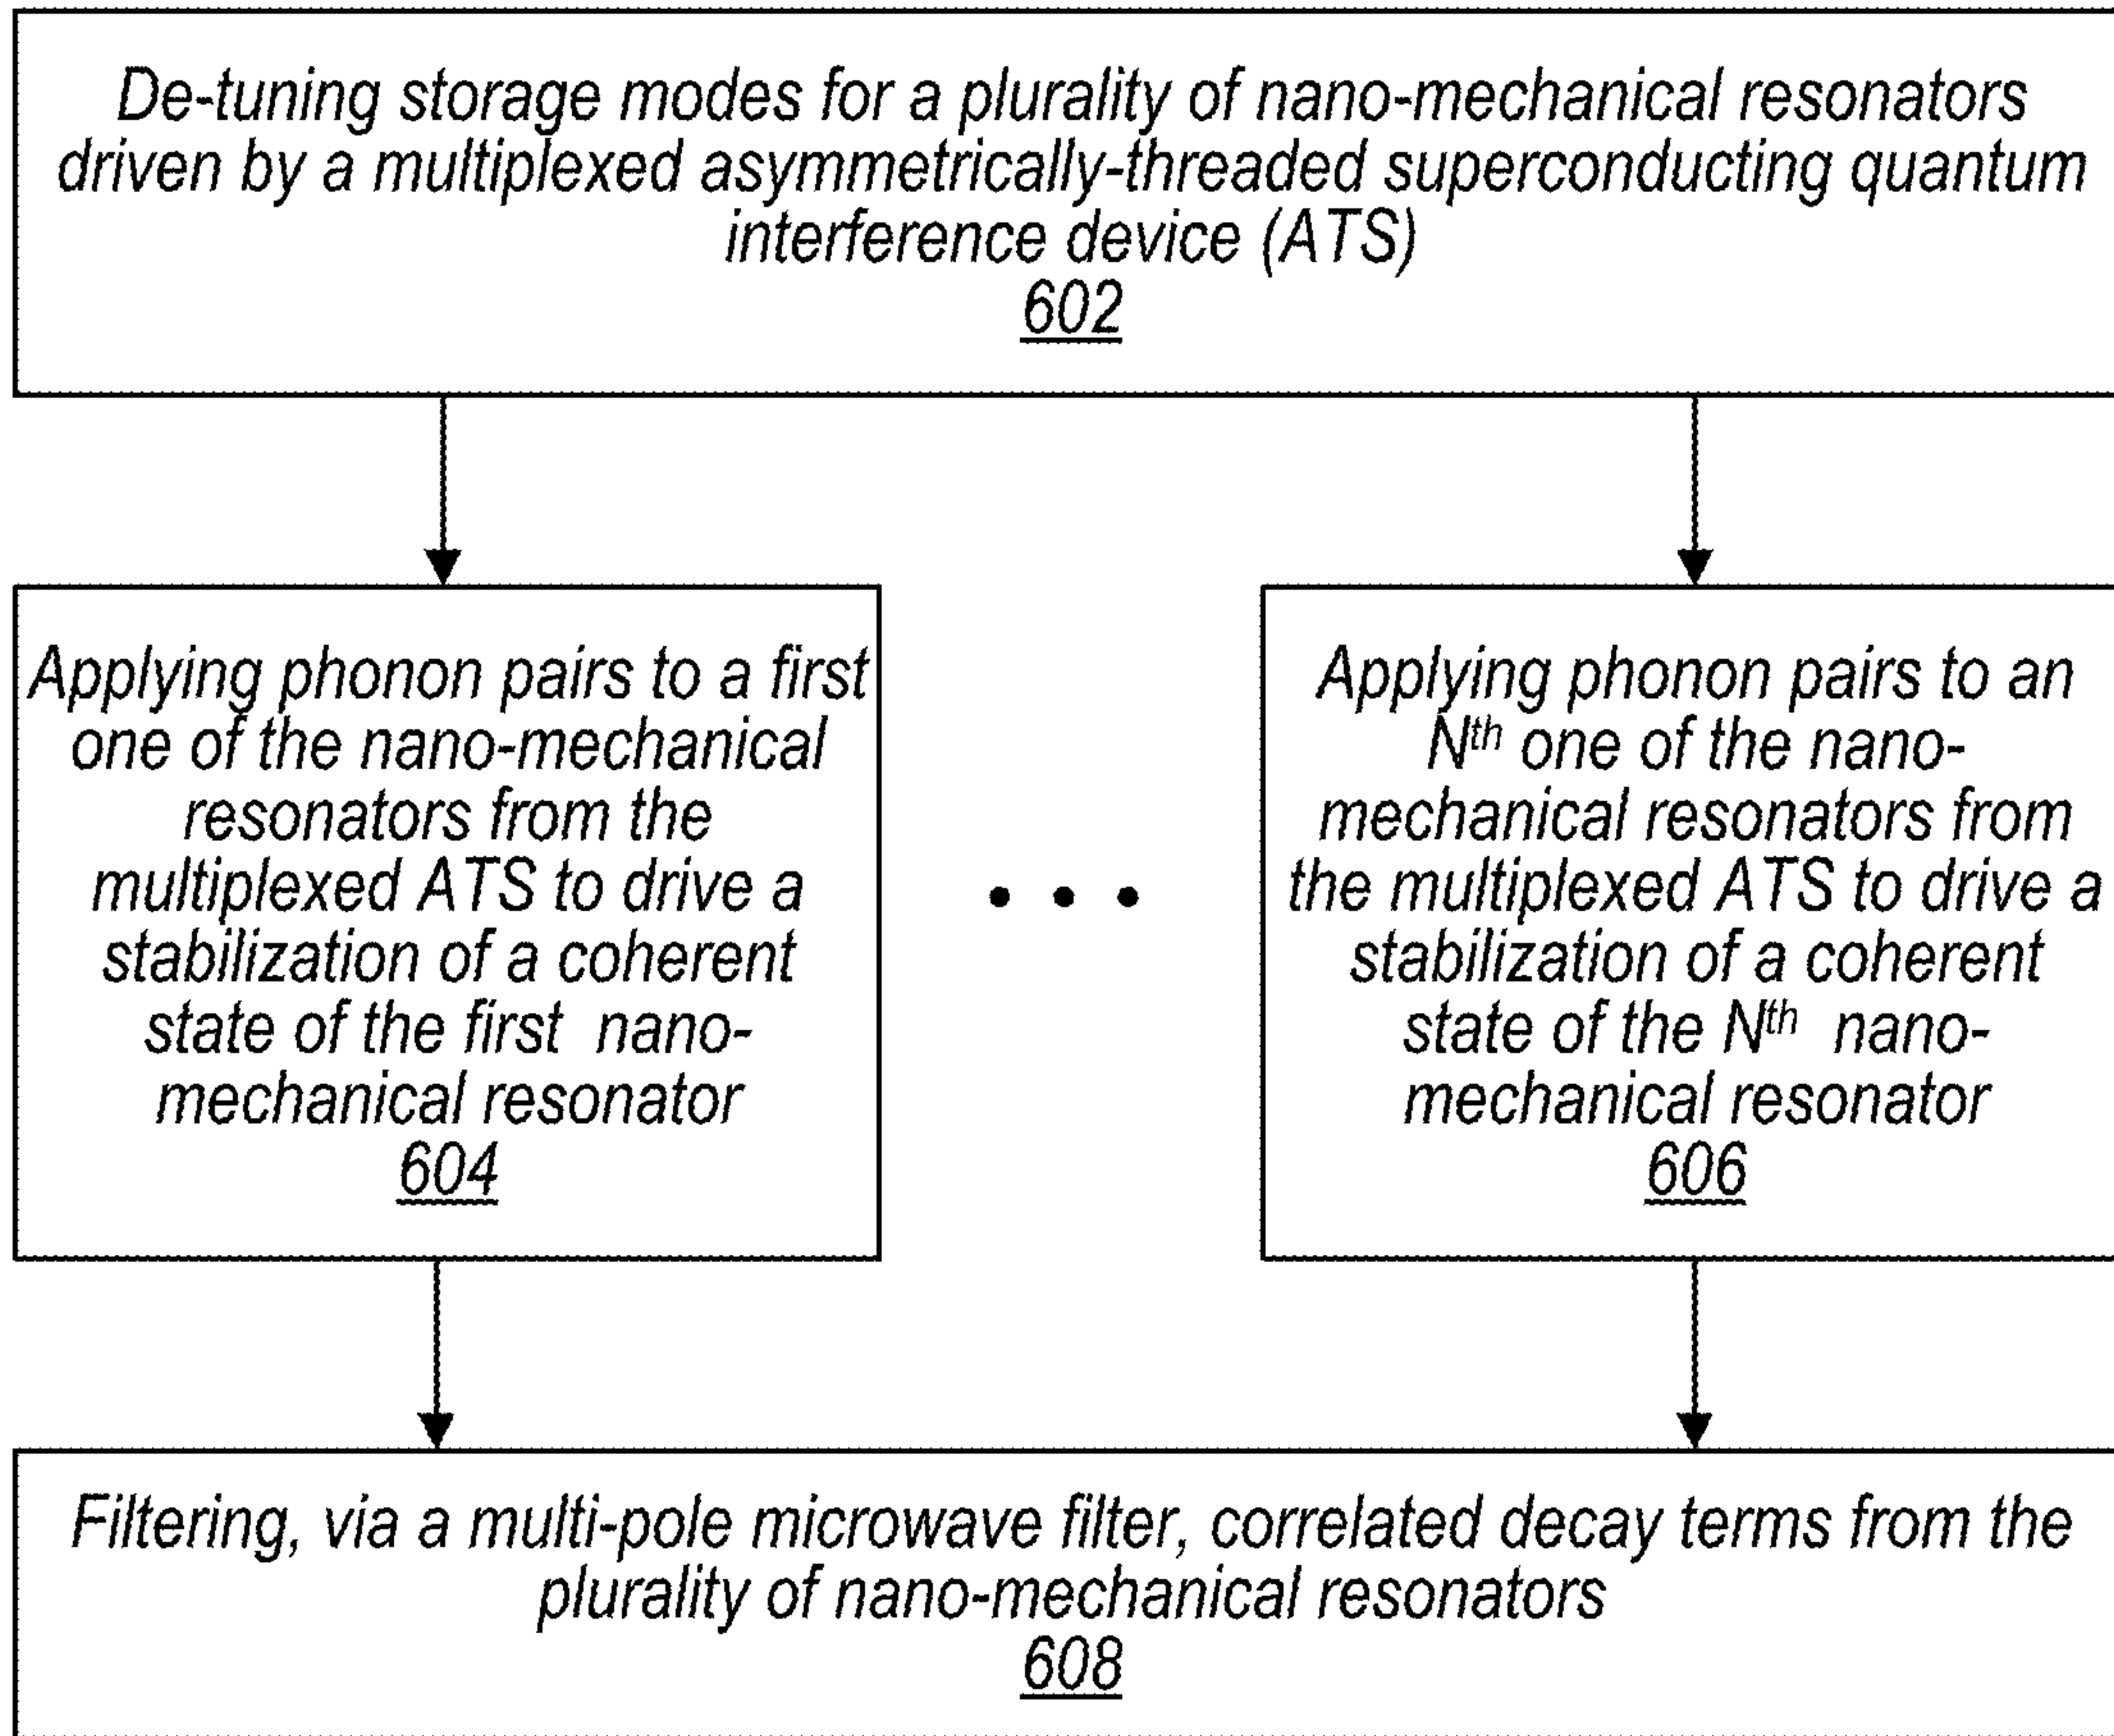 De-tuning storage modes for a plurality of nano-mechanical resonators
driven by a multiplexed asymmetrically-threaded superconducting quantum
interference device (ATS)
602
Applying phonon pairs to a first
one of the nano-mechanical
resonators from the
multiplexed ATS to drive a
stabilization of a coherent
state of the first nano-
mechanical resonator
604
• • •
Applying phonon pairs to an
Nth one of the nano-
mechanical resonators from
the multiplexed ATS to drive a
stabilization of a coherent
state of the Nth nano-
mechanical resonator
606
Filtering, via a multi-pole microwave filter, correlated decay terms from the
plurality of nano-mechanical resonators
608